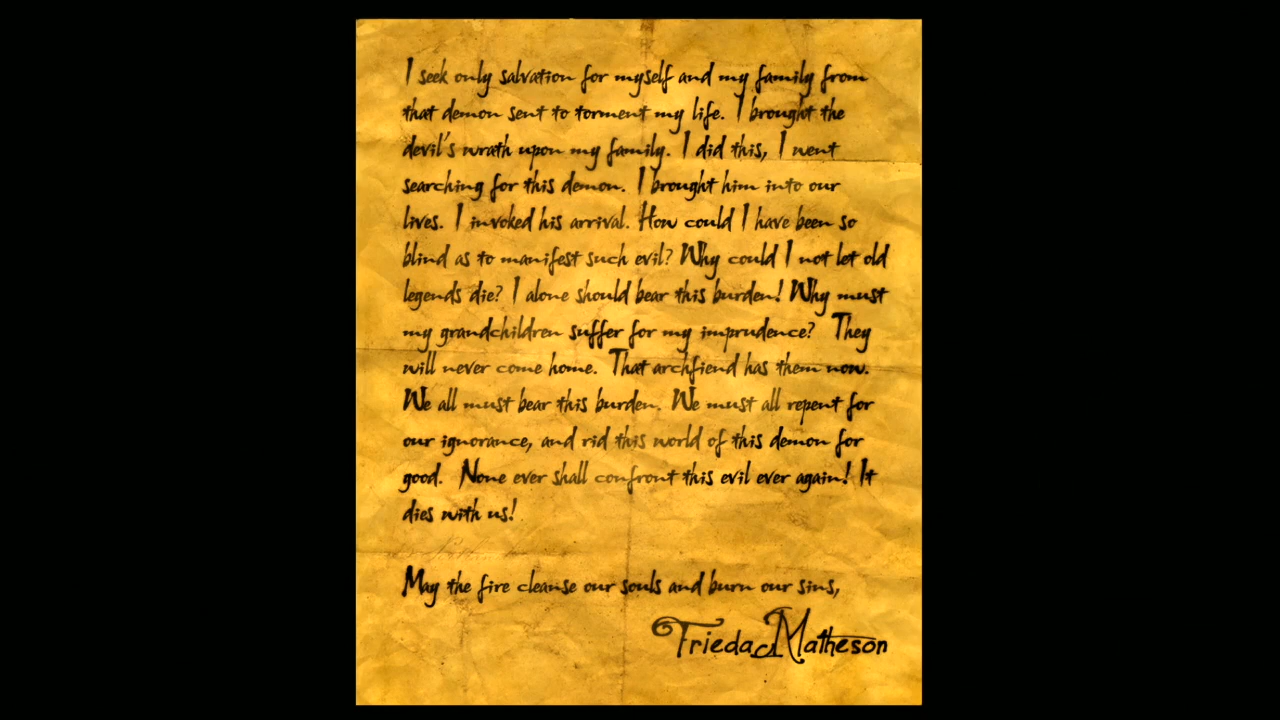 I seek only salvation for myself and my family from
that demon sent to torment my life. I brought the
devil's wrath upon my family. I did this, I went
searching for this demon. I brought him into our
lives. I invoked his arrival. How could I have been so
blind as to manifest such evil? Why could I not let old
legends die? I alone should bear this burden! Why must
my grandchildren suffer for my imprudence? They
will never come home. That archfiend has them now.
We all must bear this burden. We must all repent for
our ignorance, and rid this world of this demon for
good. None ever shall confront this evil ever again! It
dies with us!
May the fire cleanse our souls and burn our sins,
Frieda Matheson